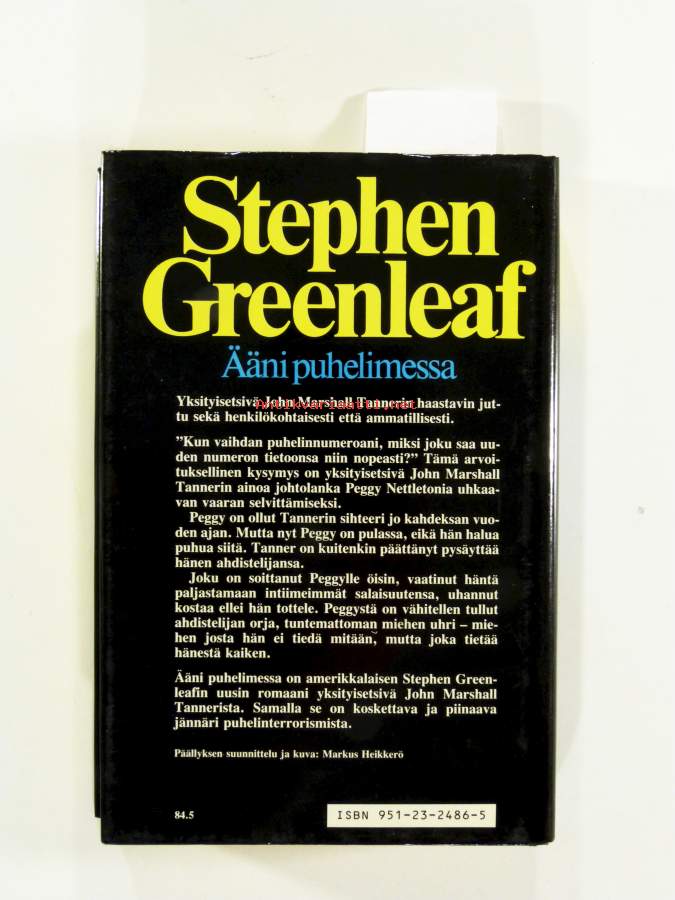 Stephen
Greenleaf
Ääni puhelimessa
Yksityisetsivä John Marshall Tannerin haastavin jut-
Antikvariaatti.net
tu sekä henkilökohtaisesti että ammatillisesti.
”Kun vaihdan puhelinnumeroani, miksi joku saa uu-
den numeron tietoonsa niin nopeasti?” Tämä arvoi-
tuksellinen kysymys on yksityisetsivä John Marshall
Tannerin ainoa johtolanka Peggy Nettletonia uhkaa-
van vaaran selvittämiseksi.
Peggy on ollut Tannerin sihteeri jo kahdeksan vuo-
den ajan. Mutta nyt Peggy on pulassa, eikä hän halua
puhua siitä. Tanner on kuitenkin päättänyt pysäyttää
hänen ahdistelijansa.
Joku on soittanut Peggylle öisin, vaatinut häntä
paljastamaan intiimeimmät salaisuutensa, uhannut
kostaa ellei hän tottele. Peggystä on vähitellen tullut
ahdistelijan orja, tuntemattoman miehen uhri – mie-
hen josta hän ei tiedä mitään, mutta joka tietää
hänestä kaiken.
Ääni puhelimessa on amerikkalaisen Stephen Green-
leafin uusin romaani yksityisetsivä John Marshall
Tannerista. Samalla se on koskettava ja piinaava
jännäri puhelinterrorismista.
Päällyksen suunnittelu ja kuva: Markus Heikkerö
84.5
ISBN 951-23-2486-5